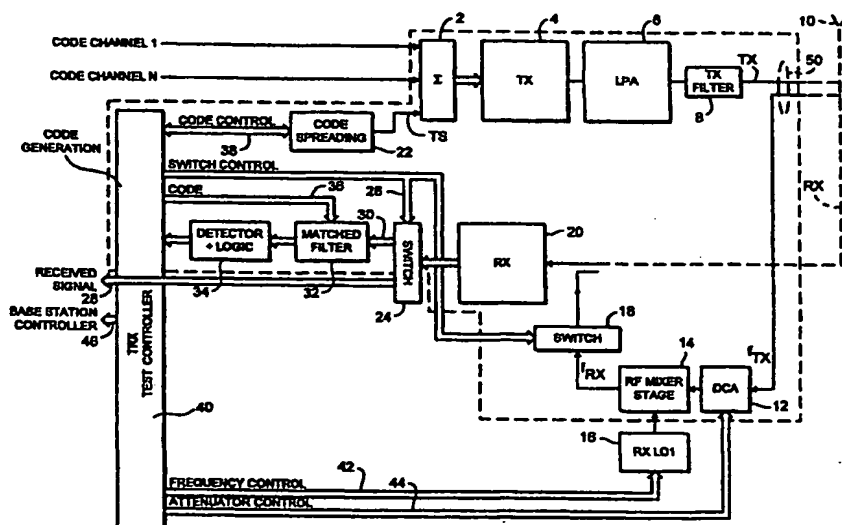 CODE CHANNEL 1
CODE CHANNEL N
2
Σ
4
TX
6
LPA
TX
FILTER
8
TX
10
50
CODE
GENERATION
CODE CONTROL
38
CODE
SPREADING
22
TS
SWITCH CONTROL
CODE
36
26
30
DETECTOR
+ LOGIC
34
MATCHED
FILTER
32
SWITCH
24
RX
20
RX
RECEIVED
SIGNAL
28
BASE STATION
CONTROLLER
46
TRX
TEST CONTROLLER
40
SWITCH
18
fRX
14
RF MIXER
STAGE
fTX
DCA
12
16
RX LO1
FREQUENCY CONTROL
42
ATTENUATOR CONTROL
44